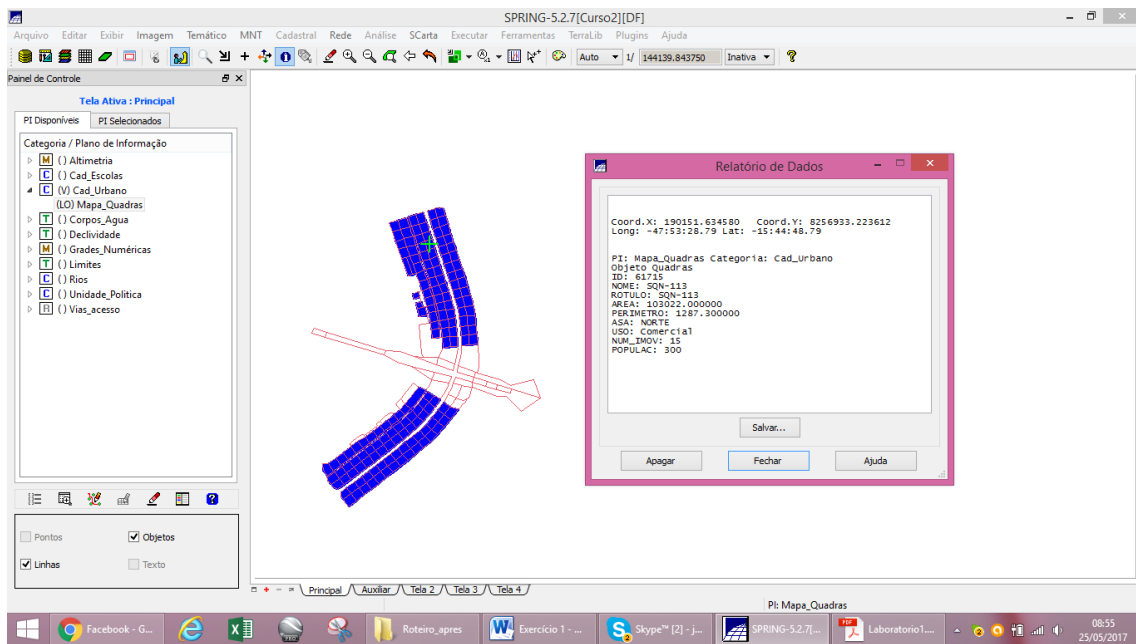 SPRING-5.2.7[Curso2][DF]
Arquivo Editar Exibir Imagem Temático MNT Cadastral Rede Análise SCarta Executar Ferramentas TerraLib Plugins Ajuda
Auto 1/ 144139.843750 Inativa
Painel de Controle
Tela Ativa : Principal
PI Disponíveis PI Selecionados
Categoria / Plano de Informação
M () Altimetria
C () Cad_Escolas
C (V) Cad_Urbano
(LO) Mapa_Quadras
T () Corpos_Agua
T () Declividade
M () Grades_Numéricas
T () Limites
C () Rios
C () Unidade_Politica
R () Vias_acesso
Pontos Objetos
Linhas Texto
Relatório de Dados
Coord.X: 190151.634580 Coord.Y: 8256933.223612
Long: -47:53:28.79 Lat: -15:44:48.79
PI: Mapa_Quadras Categoria: Cad_Urbano
Objeto Quadras
ID: 61715
NOME: SQN-113
ROTULO: SQN-113
AREA: 103022.000000
PERIMETRO: 1287.300000
ASA: NORTE
USO: Comercial
NUM_IMOV: 15
POPULAC: 300
Salvar...
Apagar Fechar Ajuda
Principal Auxiliar Tela 2 Tela 3 Tela 4
PI: Mapa_Quadras
Facebook - G... Roteiro_apres Exercício 1 - ... Skype™ [2] - j... SPRING-5.2.7[... Laboratorio1....
08:55
25/05/2017